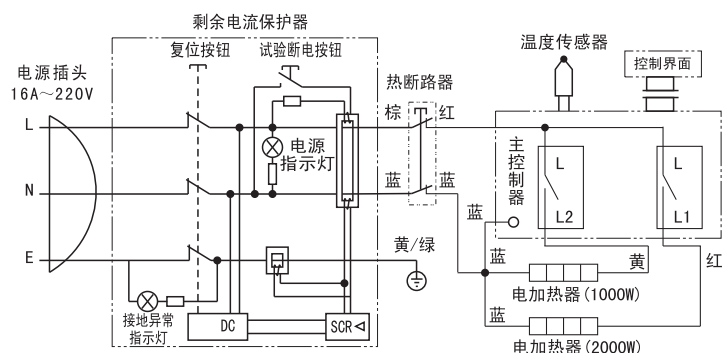 剩余电流保护器
复位按钮
试验断电按钮
电源插头
16A～220V
热断路器
温度传感器
控制界面
L
棕
红
电源
指示灯
主控制器
L
L2
L
L1
N
蓝
蓝
蓝
E
黄/绿
蓝
黄
红
电加热器(1000W)
接地异常
指示灯
DC
SCR
蓝
电加热器(2000W)